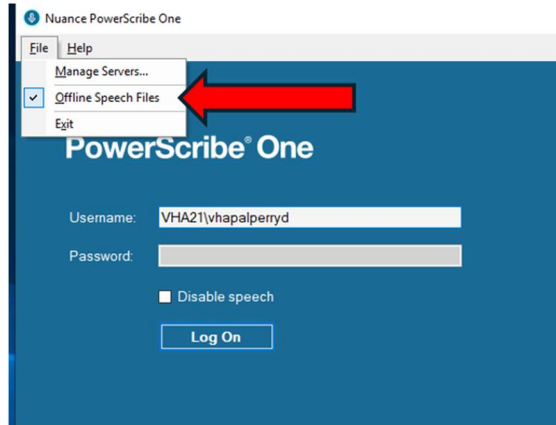 Nuance PowerScribe One
File Help
Manage Servers...
Offline Speech Files
Exit
PowerScribe® One
Username: VHA21\vhapalperryd
Password:
Disable speech
Log On